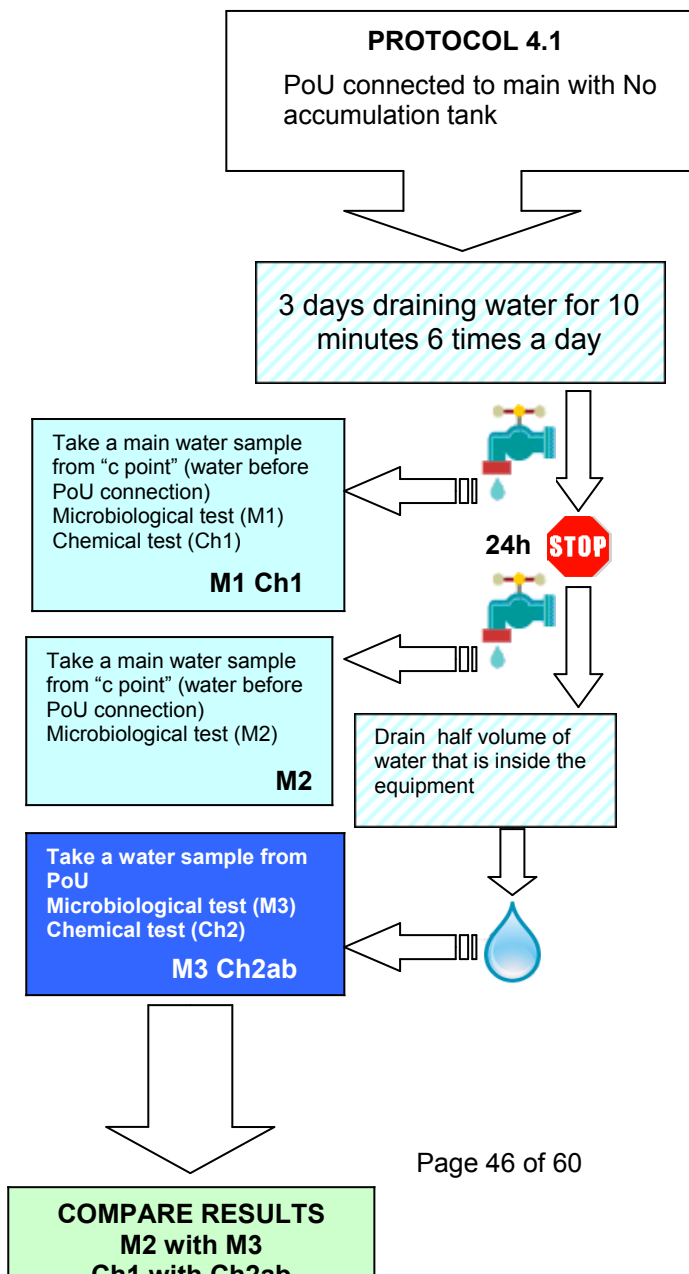 PROTOCOL 4.1
PoU connected to main with No
accumulation tank
3 days draining water for 10
minutes 6 times a day
Take a main water sample
from “c point” (water before
PoU connection)
Microbiological test (M1)
Chemical test (Ch1)
M1 Ch1
24h
STOP
Take a main water sample
from “c point” (water before
PoU connection)
Microbiological test (M2)
M2
Drain half volume of
water that is inside the
equipment
Take a water sample from
PoU
Microbiological test (M3)
Chemical test (Ch2)
M3 Ch2ab
Page 46 of 60
COMPARE RESULTS
M2 with M3
Ch1 with Ch2ab